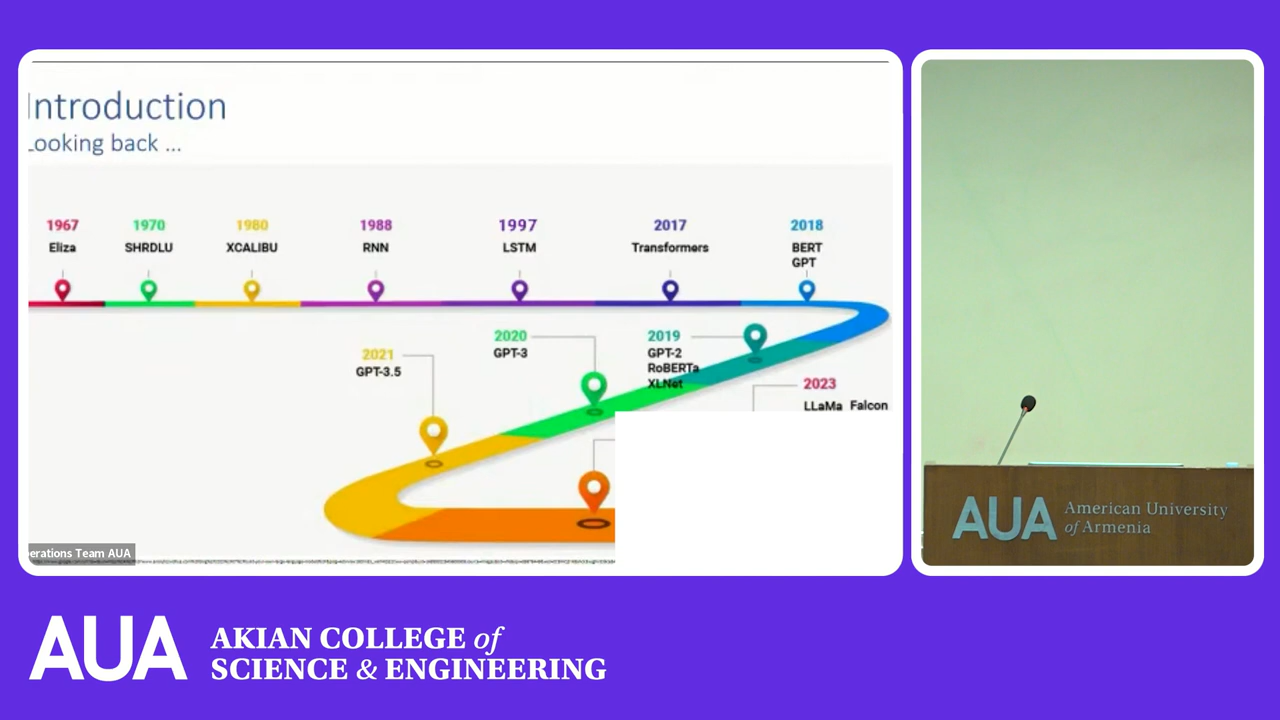 Introduction
Looking back ...
1967 1970 1980 1988 1997 2017 2018
Eliza SHRDLU XCALIBU RNN LSTM Transformers BERT
GPT
2020 2019
GPT-3 GPT-2
2021 RoBERTa
GPT-3.5 XLNet
2023
LLaMa Falcon
erations Team AUA
AUA American University
of Armenia
AUA AKIAN COLLEGE of
SCIENCE & ENGINEERING